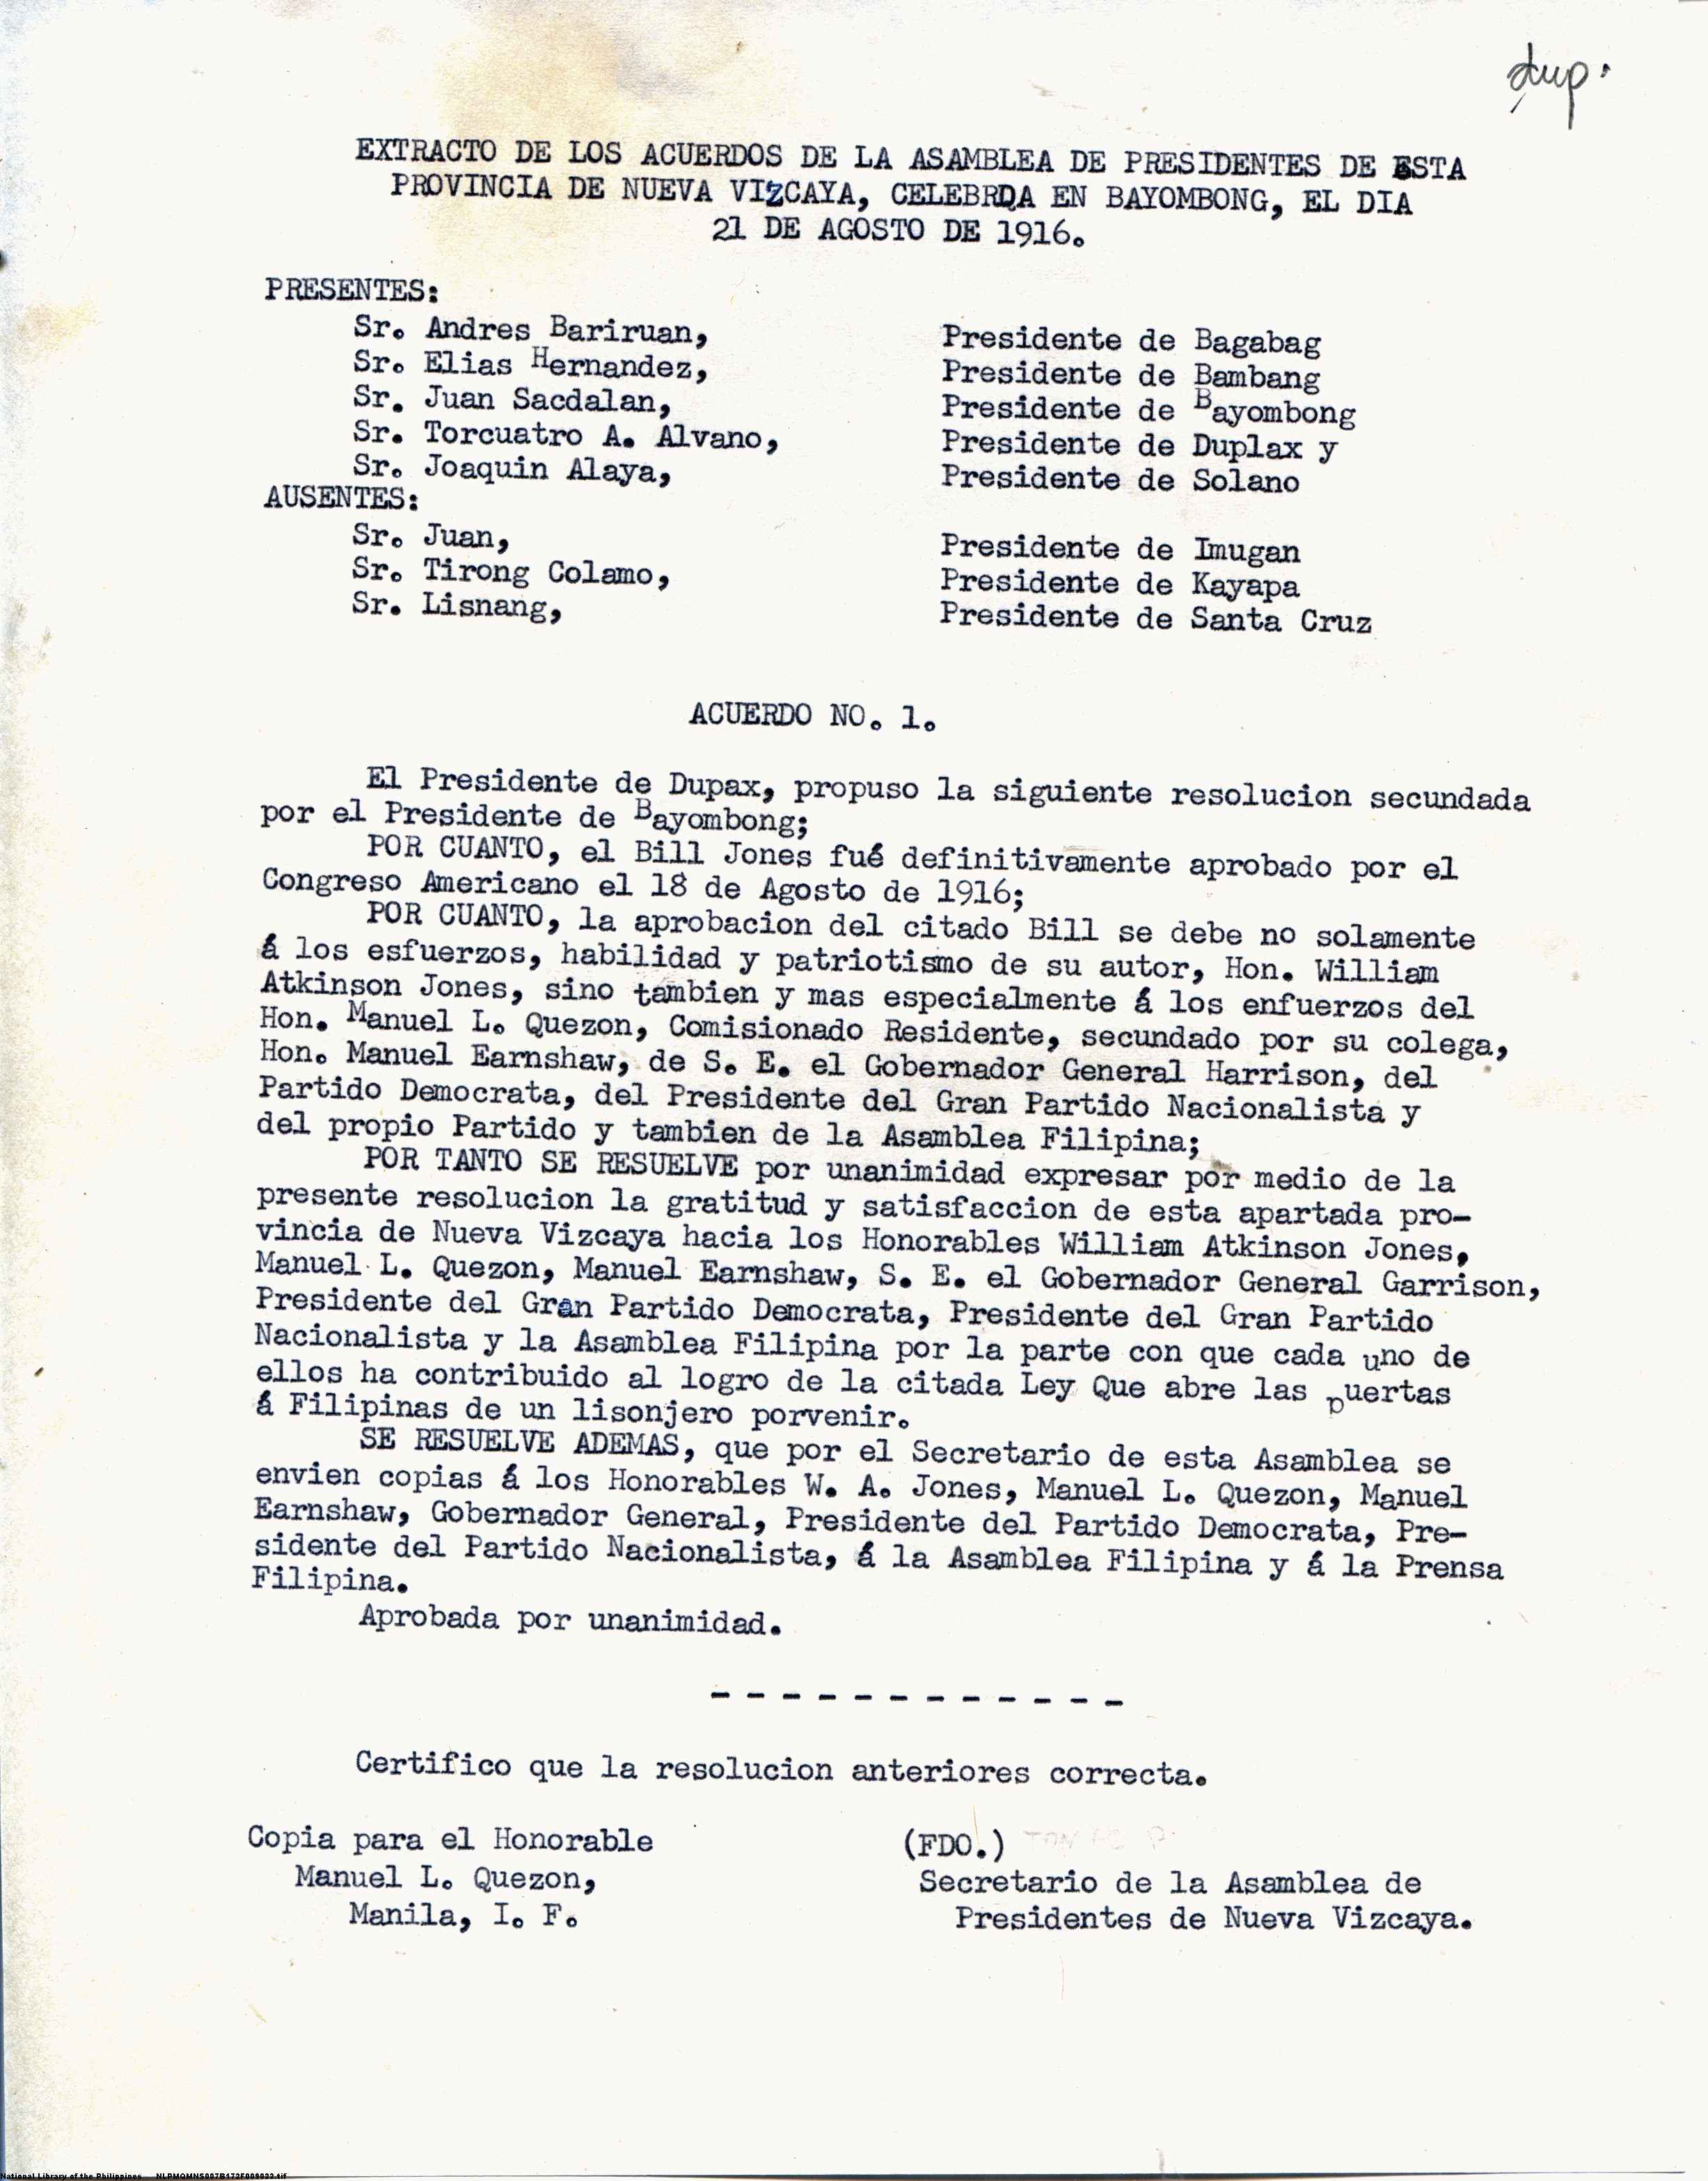 dup.
EXTRACTO DE LOS ACUERDOS DE LA ASAMBLEA DE PRESIDENTES DE ESTA
PROVINCIA DE NUEVA VIZCAYA, CELEBRDA EN BAYOMBONG, EL DIA
21 DE AGOSTO DE 1916.
PRESENTES:
Sr. Andres Bariruan, Presidente de Bagabag
Sr. Elias Hernandez, Presidente de Bambang
Sr. Juan Sacdalan, Presidente de Bayombong
Sr. Torcuatro A. Alvano, Presidente de Duplax y
Sr. Joaquin Alaya, Presidente de Solano
AUSENTES:
Sr. Juan, Presidente de Imugan
Sr. Tirong Colamo, Presidente de Kayapa
Sr. Lisnang, Presidente de Santa Cruz
ACUERDO NO. 1.
El Presidente de Dupax, propuso la siguiente resolucion secundada
por el Presidente de Bayombong;
POR CUANTO, el Bill Jones fué definitivamente aprobado por el
Congreso Americano el 18 de Agosto de 1916;
POR CUANTO, la aprobacion del citado Bill se debe no solamente
á los esfuerzos, habilidad y patriotismo de su autor, Hon. William
Atkinson Jones, sino tambien y mas especialmente á los enfuerzos del
Hon. Manuel L. Quezon, Comisionado Residente, secundado por su colega,
Hon. Manuel Earnshaw, de S. E. el Gobernador General Harrison, del
Partido Democrata, del Presidente del Gran Partido Nacionalista y
del propio Partido y tambien de la Asamblea Filipina;
POR TANTO SE RESUELVE por unanimidad expresar por medio de la
presente resolucion la gratitud y satisfaccion de esta apartada pro-
vincia de Nueva Vizcaya hacia los Honorables William Atkinson Jones,
Manuel L. Quezon, Manuel Earnshaw, S. E. el Gobernador General Garrison,
Presidente del Gran Partido Democrata, Presidente del Gran Partido
Nacionalista y la Asamblea Filipina por la parte con que cada uno de
ellos ha contribuido al logro de la citada Ley Que abre las puertas
á Filipinas de un lisonjero porvenir.
SE RESUELVE ADEMAS, que por el Secretario de esta Asamblea se
envien copias á los Honorables W. A. Jones, Manuel L. Quezon, Manuel
Earnshaw, Gobernador General, Presidente del Partido Democrata, Pre-
sidente del Partido Nacionalista, á la Asamblea Filipina y á la Prensa
Filipina.
Aprobada por unanimidad.
- - - - - - - - - - - -
Certifico que la resolucion anteriores correcta.
Copia para el Honorable (FDO.)
Manuel L. Quezon, Secretario de la Asamblea de
Manila, I. F. Presidentes de Nueva Vizcaya.
National Library of the Philippines